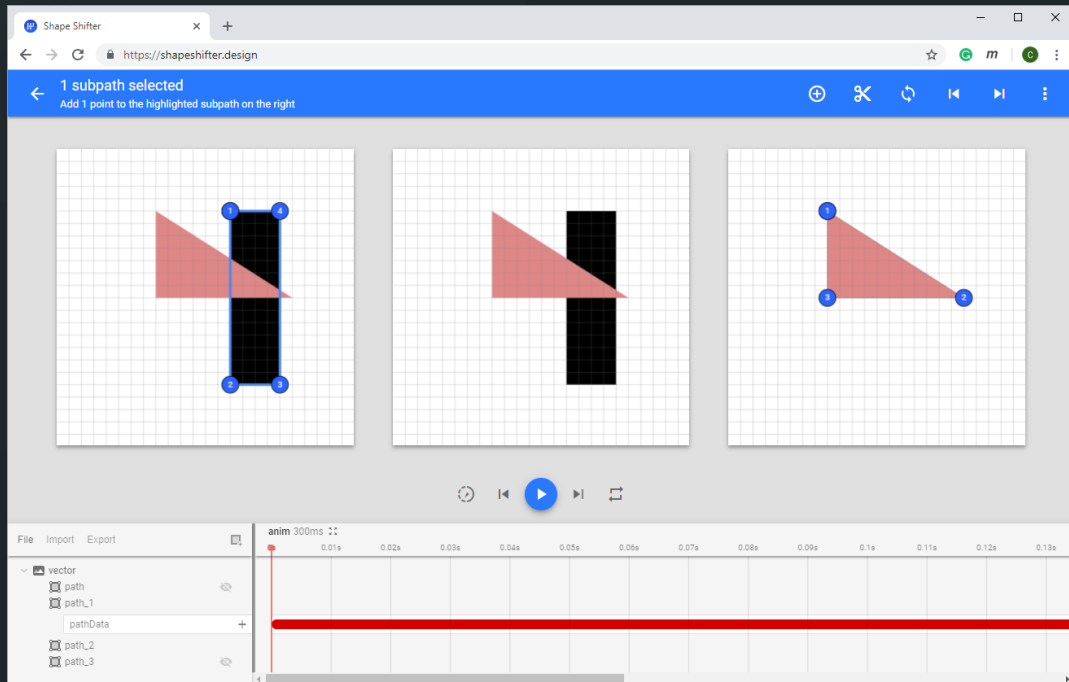 Shape Shifter
https://shapeshifter.design
m
C
1 subpath selected
Add 1 point to the highlighted subpath on the right
1 4
2 3
1
3 2
File Import Export
anim 300ms
0.01s 0.02s 0.03s 0.04s 0.05s 0.06s 0.07s 0.08s 0.09s 0.1s 0.11s 0.12s 0.13s
vector
path
path_1
pathData
path_2
path_3